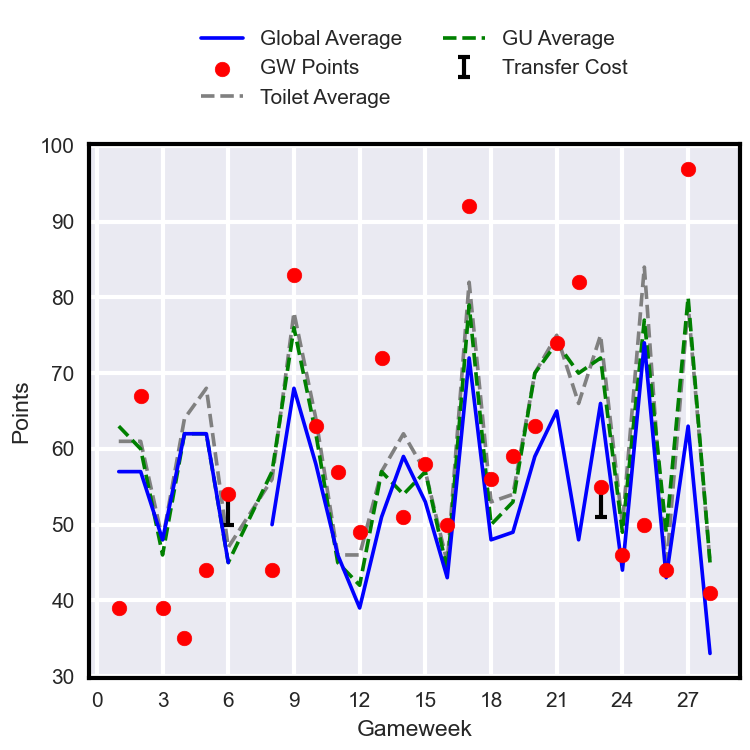 Global Average
GW Points
Toilet Average
GU Average
Transfer Cost
100
90
80
70
60
50
40
30
Points
0 3 6 9 12 15 18 21 24 27
Gameweek